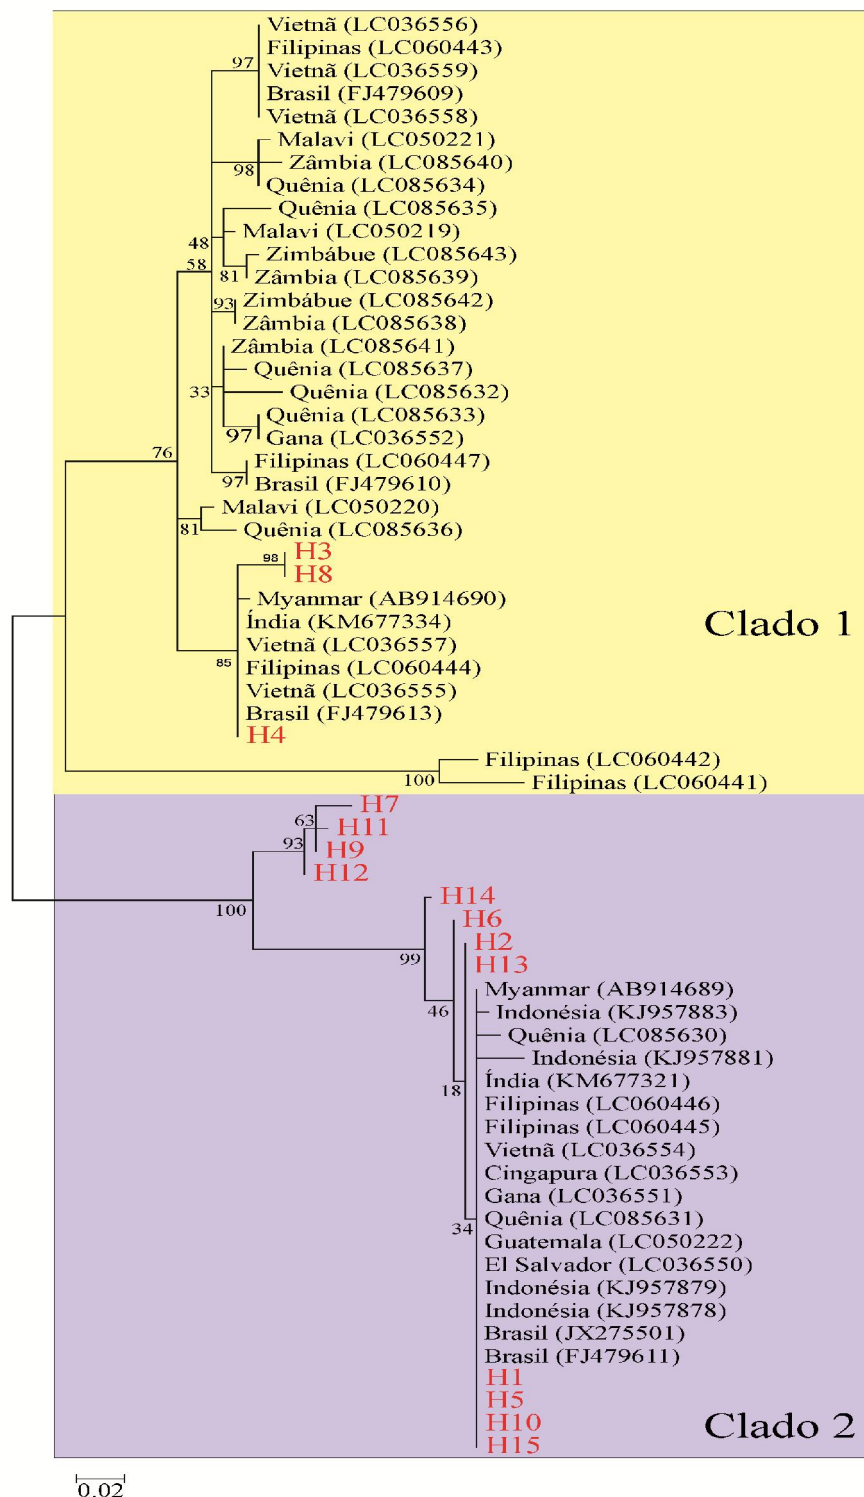 Vietnã (LC036556)
Filipinas (LC060443)
97 Vietnã (LC036559)
Brasil (FJ479609)
Vietnã (LC036558)
Malavi (LC050221)
98 Zâmbia (LC085640)
Quênia (LC085634)
Quênia (LC085635)
48 Malavi (LC050219)
Zimbábue (LC085643)
58 81 Zâmbia (LC085639)
93 Zimbábue (LC085642)
Zâmbia (LC085638)
Zâmbia (LC085641)
Quênia (LC085637)
33 Quênia (LC085632)
Quênia (LC085633)
97 Gana (LC036552)
76 Filipinas (LC060447)
97 Brasil (FJ479610)
Malavi (LC050220)
81 Quênia (LC085636)
98 H3
H8
Myanmar (AB914690)
Índia (KM677334)
Clado 1
Vietnã (LC036557)
85 Filipinas (LC060444)
Vietnã (LC036555)
Brasil (FJ479613)
H4
Filipinas (LC060442)
100 Filipinas (LC060441)
H7
63 H11
93 H9
H12
100 H14
H6
H2
99 H13
Myanmar (AB914689)
46 Indonésia (KJ957883)
Quênia (LC085630)
Indonésia (KJ957881)
18 Índia (KM677321)
Filipinas (LC060446)
Filipinas (LC060445)
Vietnã (LC036554)
Cingapura (LC036553)
Gana (LC036551)
34 Quênia (LC085631)
Guatemala (LC050222)
El Salvador (LC036550)
Indonésia (KJ957879)
Indonésia (KJ957878)
Brasil (JX275501)
Brasil (FJ479611)
H1
H5
H10
Clado 2
H15
0.02